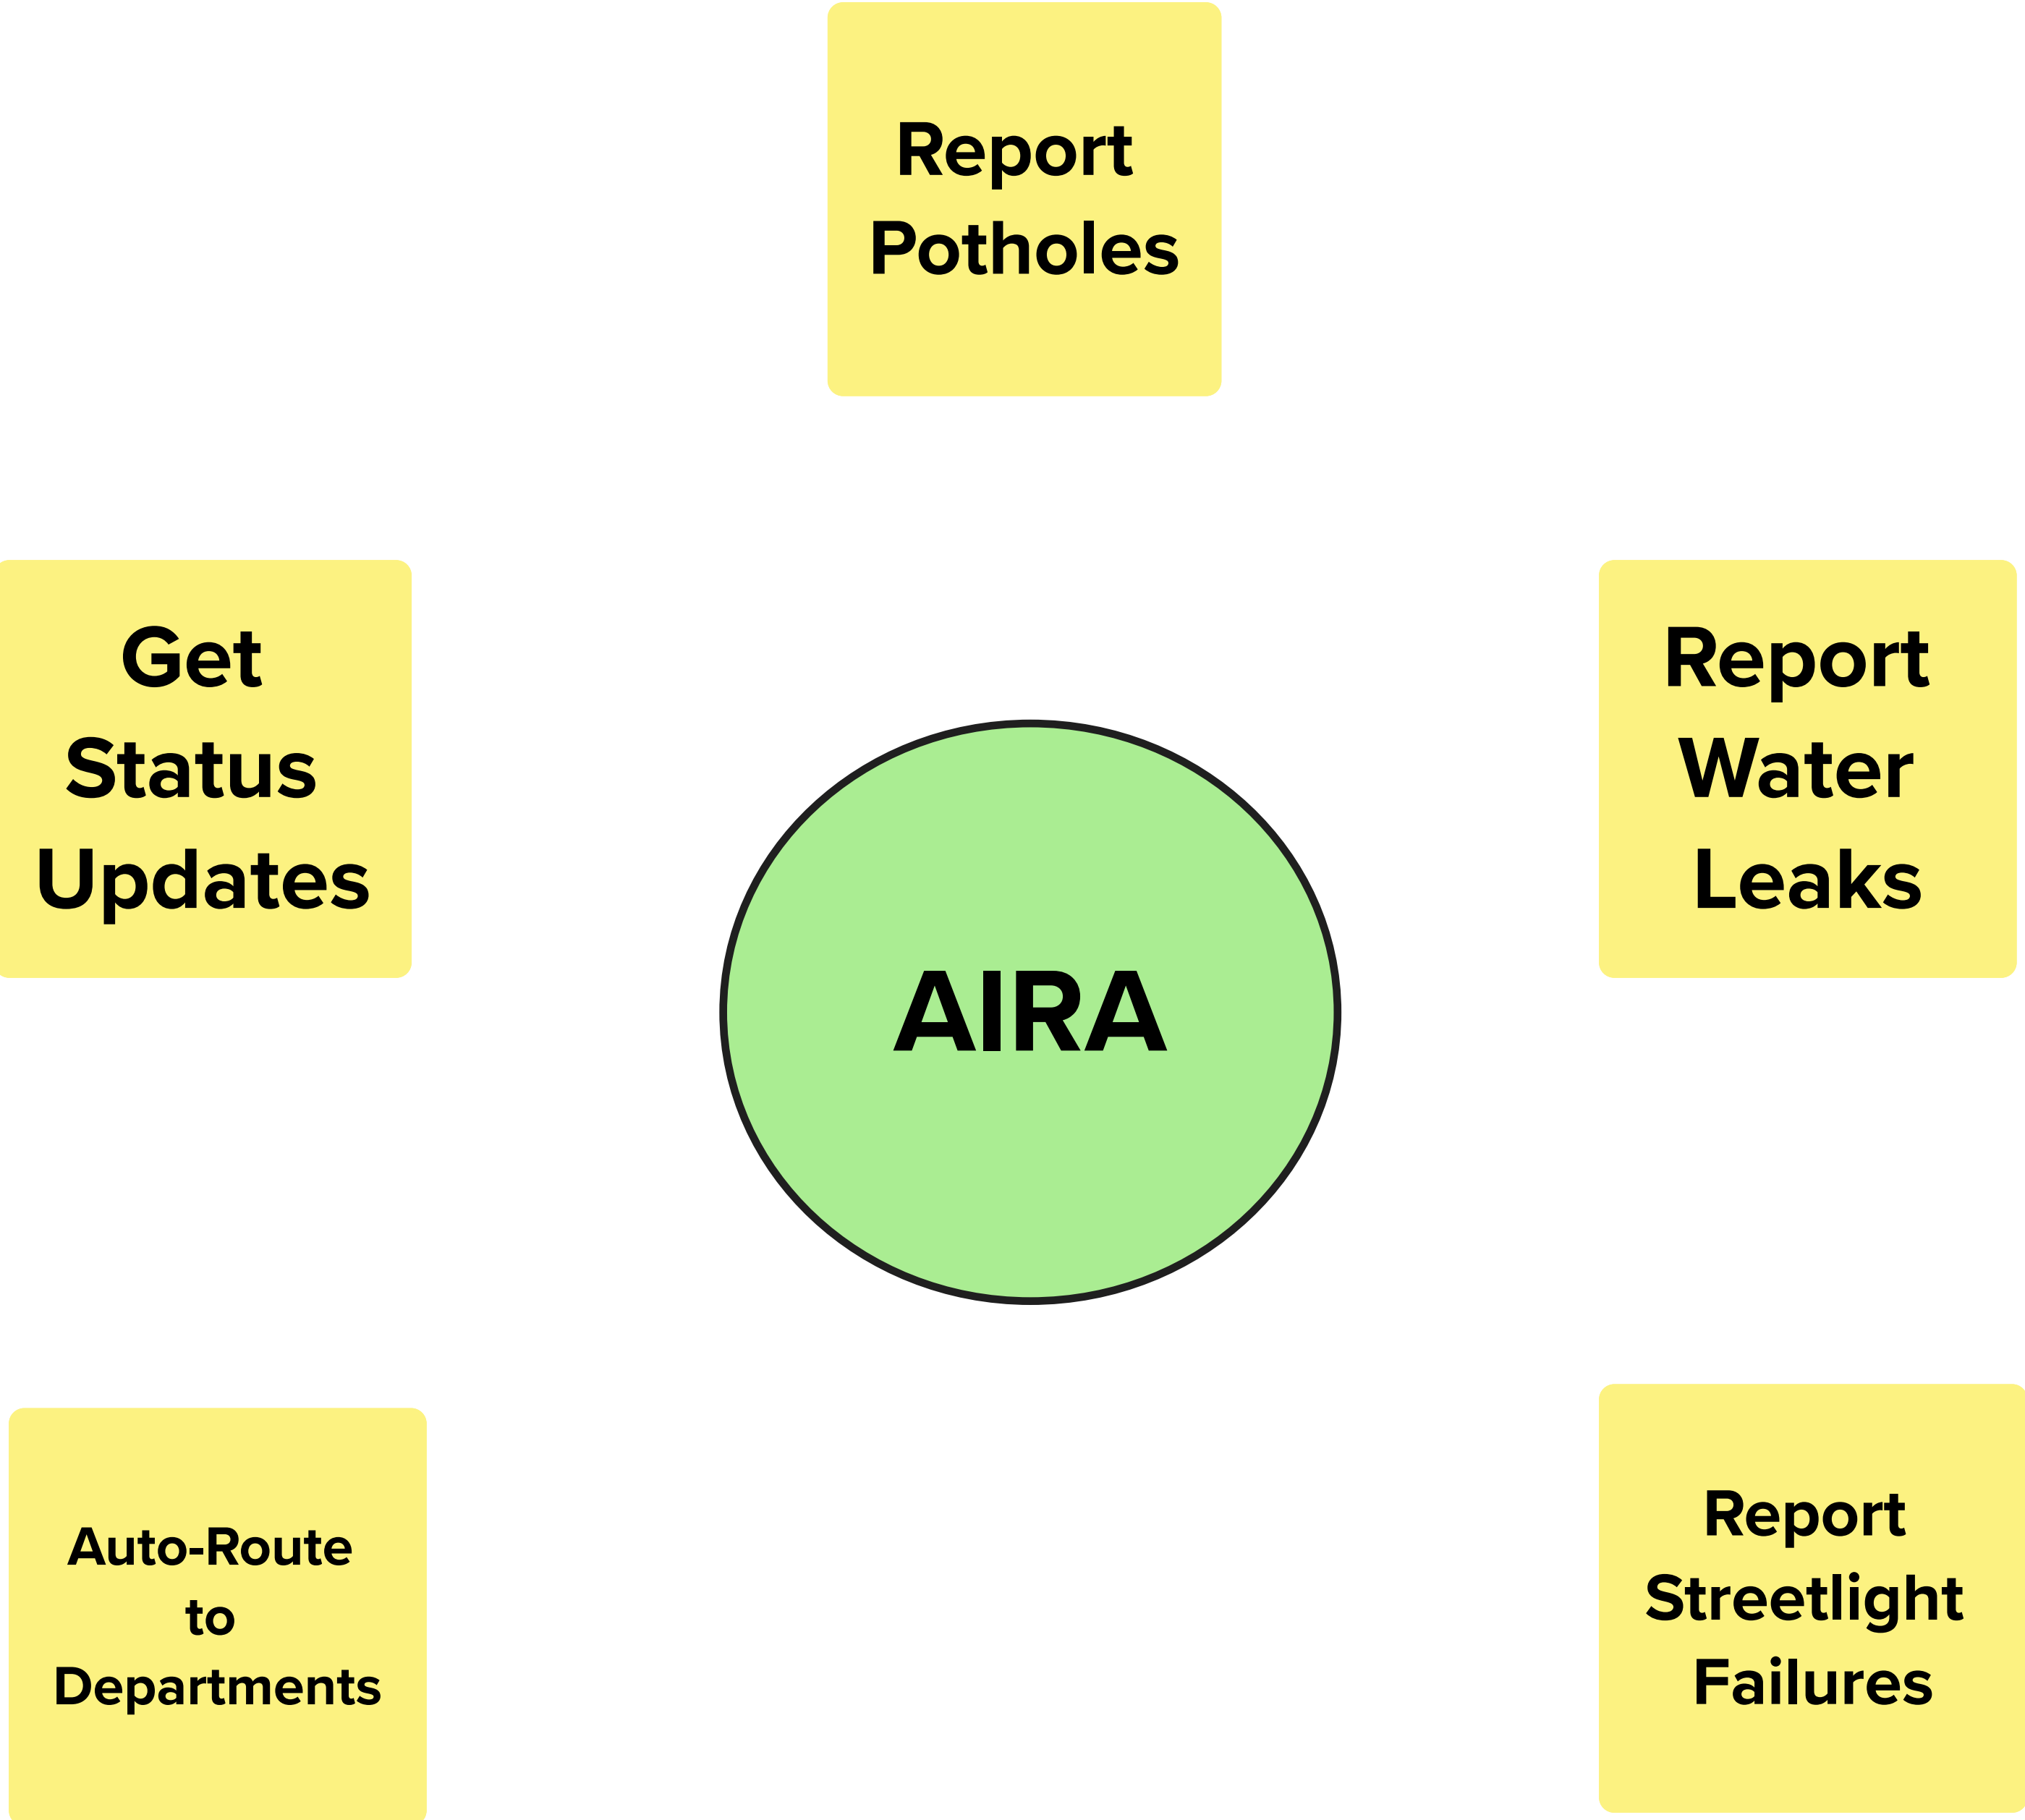 Report
Potholes
Get
Status
Updates
Report
Water
Leaks
AIRA
Auto-Route
to
Departments
Report
Streetlight
Failures